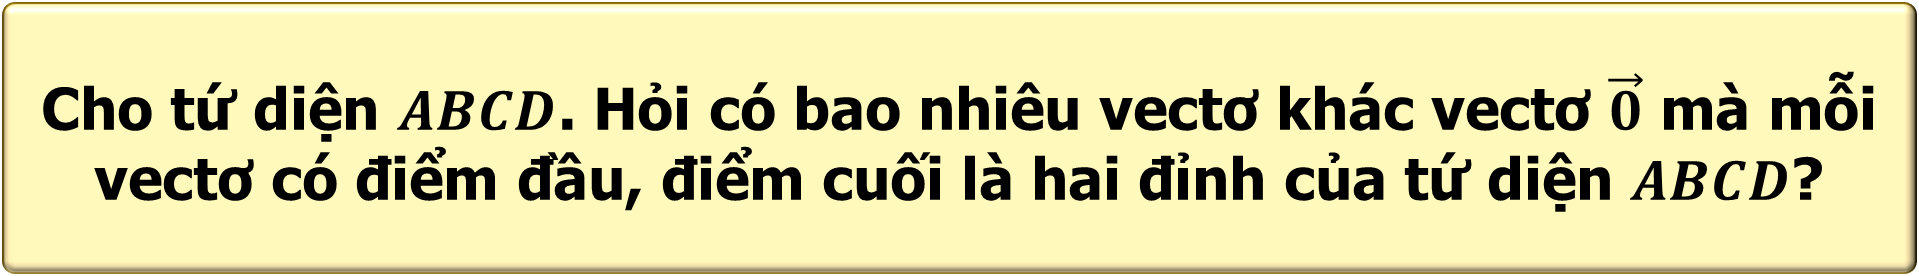 Cho tứ diện ABCD. Hỏi có bao nhiêu vectơ khác vectơ $\vec{0}$ mà mỗi
vectơ có điểm đầu, điểm cuối là hai đỉnh của tứ diện ABCD?